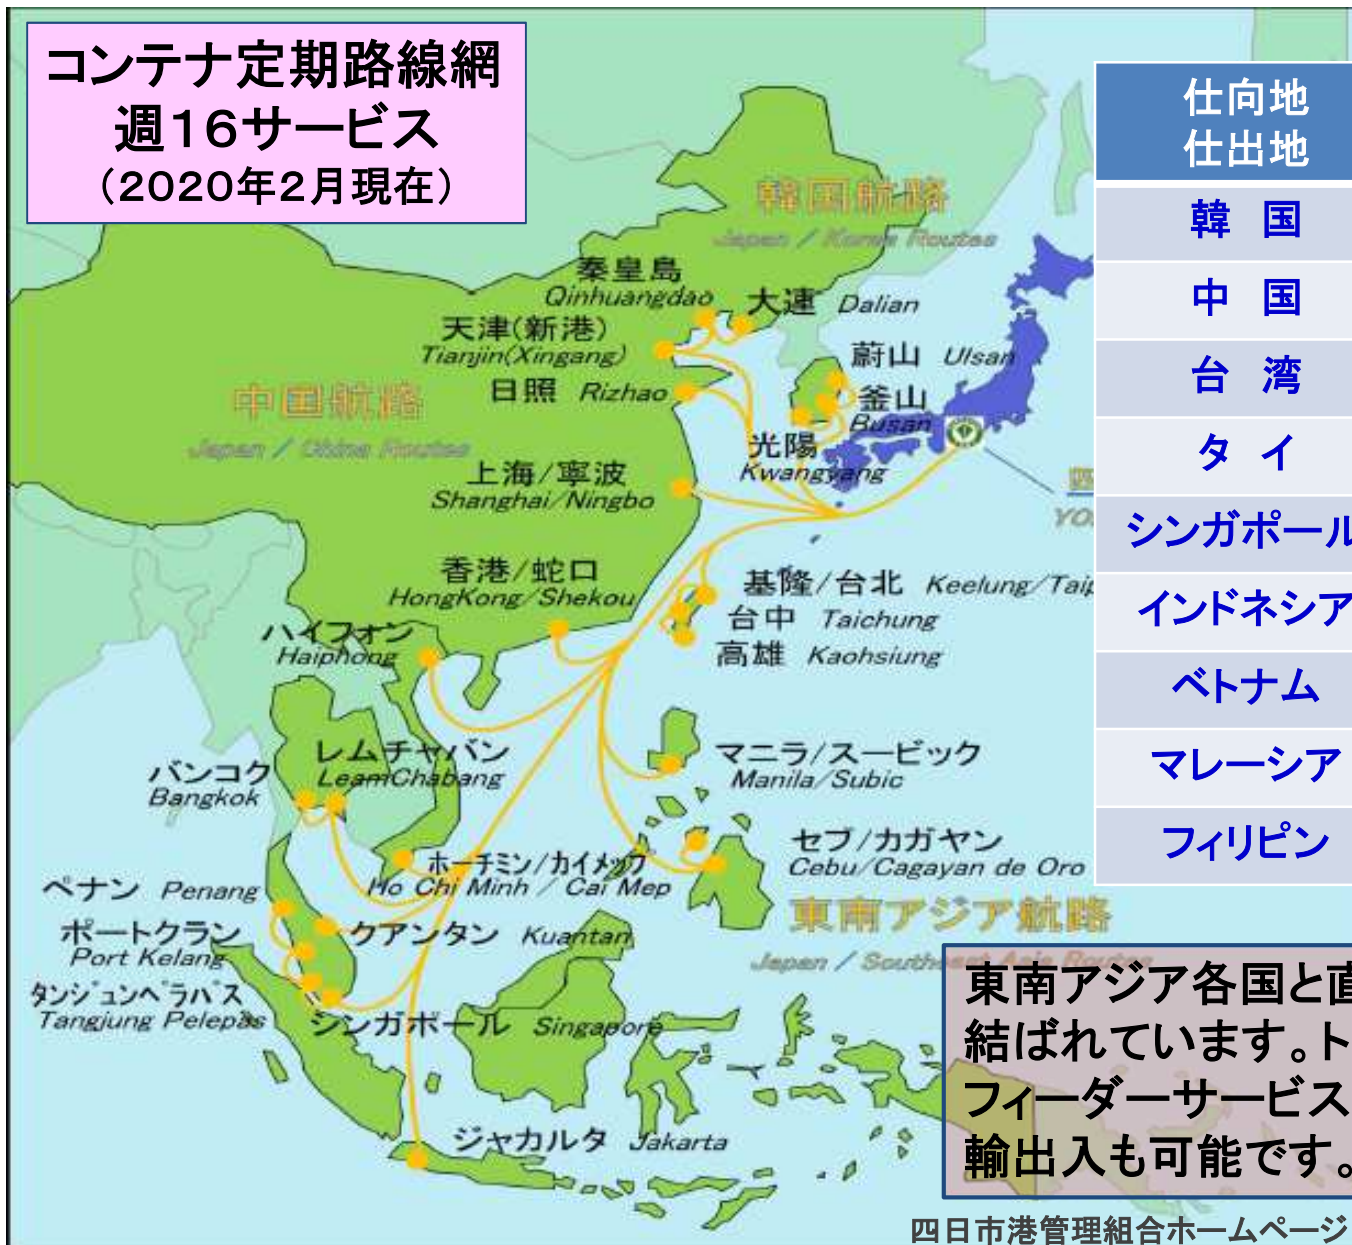 コンテナ定期路線網
週16サービス
（2020年2月現在）
仕向地
仕出地
韓 国
中 国
台 湾
タ イ
シンガポール
インドネシア
ベトナム
マレーシア
フィリピン
韓国航路
Japan / Korea Routes
秦皇島
Qinhuangdao
大連 Dalian
天津(新港)
Tianjin(Xingang)
蔚山 Ulsan
日照 Rizhao
釜山
Busan
中国航路
Japan / China Routes
光陽
Kwangyang
上海/寧波
Shanghai/Ningbo
四
YO
香港/蛇口
HongKong/Shekou
基隆/台北 Keelung/Taip
台中 Taichung
高雄 Kaohsiung
ハイフォン
Haiphong
レムチャバン
LeamChabang
バンコク
Bangkok
マニラ/スービック
Manila/Subic
ホーチミン/カイメップ
Ho Chi Minh / Cai Mep
セブ/カガヤン
Cebu/Cagayan de Oro
ペナン Penang
ポートクラン
Port Kelang
クアンタン Kuantan
東南アジア航路
Japan / Southeast Asia Routes
タンジュンペラパス
Tangjung Pelepas
シンガポール Singapore
ジャカルタ Jakarta
東南アジア各国と直
結ばれています。ト
フィーダーサービス
輸出入も可能です。
四日市港管理組合ホームページ